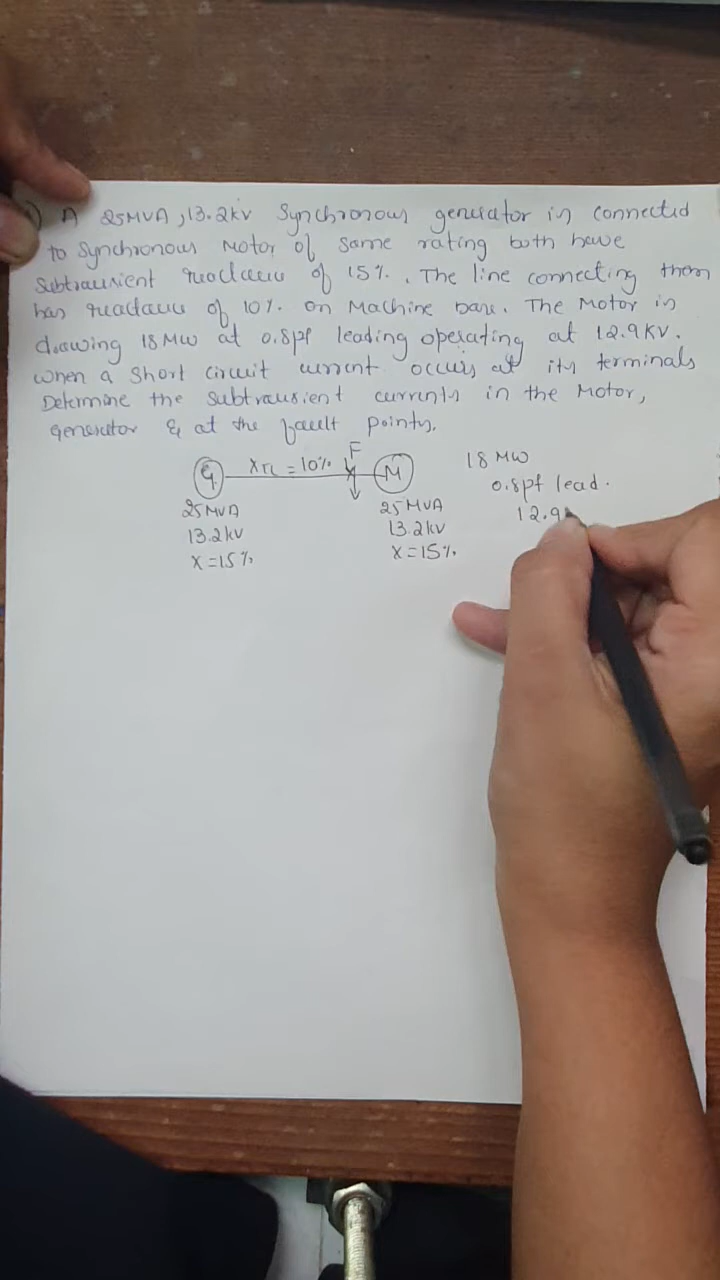 A 25MVA, 13.2kV Synchronous generator is connected
to Synchronous Motor of Same rating both have
Subtransient reactance of 15%. The line connecting them
has reactance of 10% on Machine base. The Motor is
drawing 18MW at 0.8pf leading operating at 12.9KV.
when a Short circuit current occurs at its terminals
Determine the subtransient currents in the Motor,
generator & at the fault points.
F
G XTL = 10% M
18 MW
0.8pf lead.
12.9
25MVA
13.2kV
X=15%
25MVA
13.2kV
X=15%